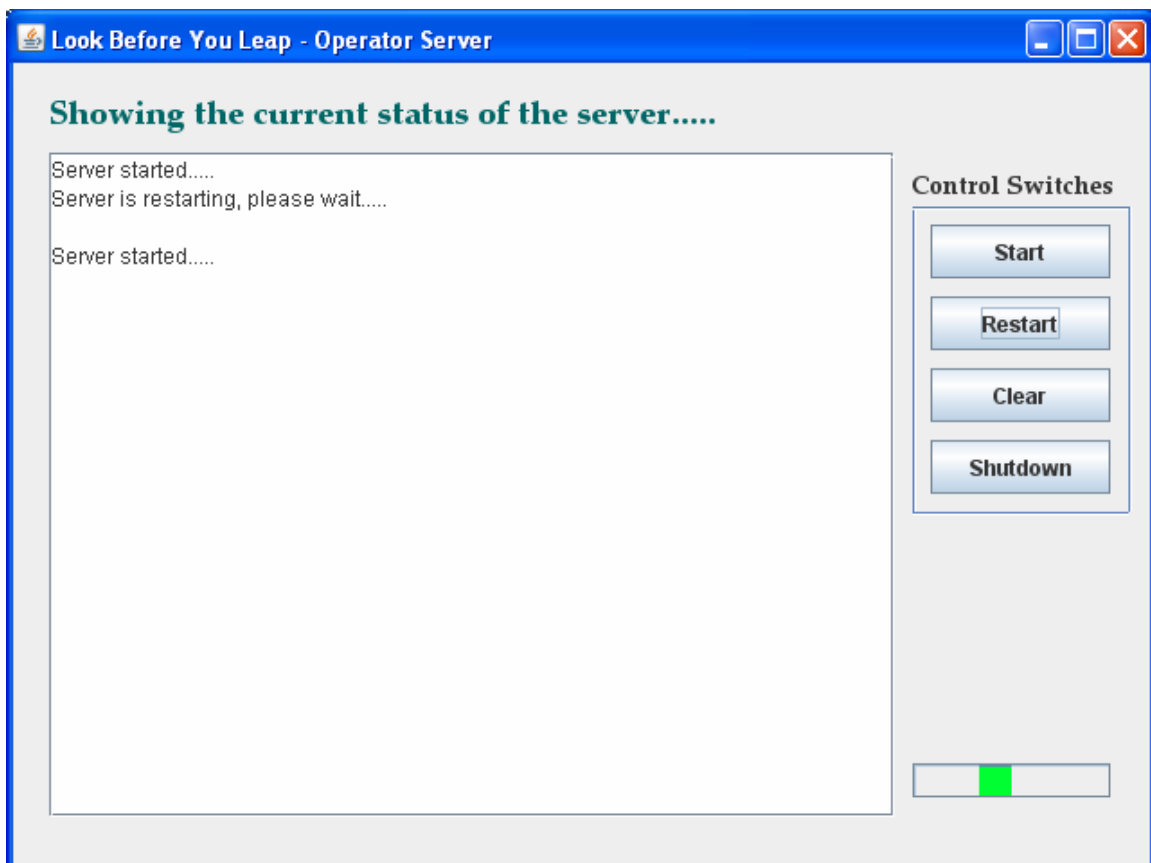 Look Before You Leap - Operator Server
Showing the current status of the server.....
Server started.....
Server is restarting, please wait.....
Server started.....
Control Switches
Start
Restart
Clear
Shutdown